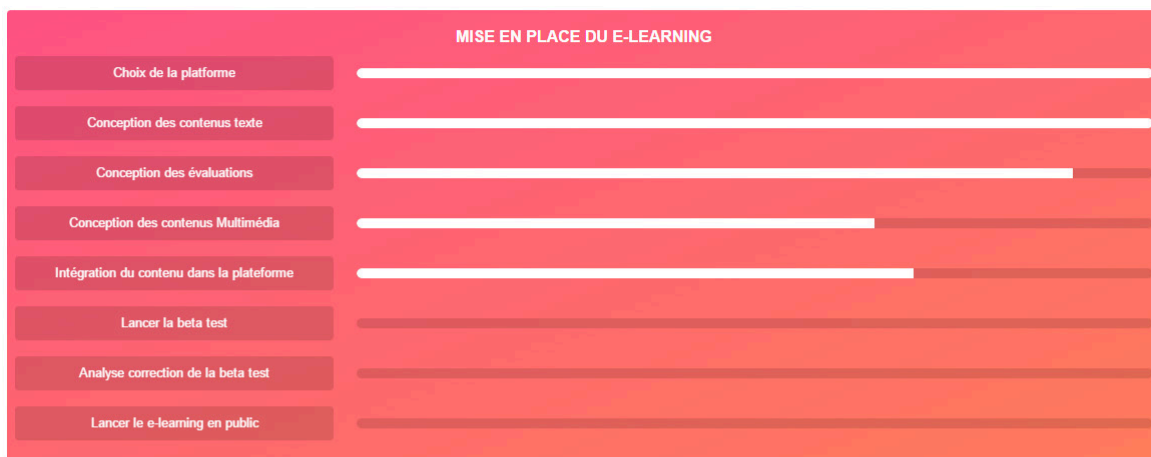 MISE EN PLACE DU E-LEARNING
Choix de la platforme
Conception des contenus texte
Conception des évaluations
Conception des contenus Multimédia
Intégration du contenu dans la plateforme
Lancer la beta test
Analyse correction de la beta test
Lancer le e-learning en public